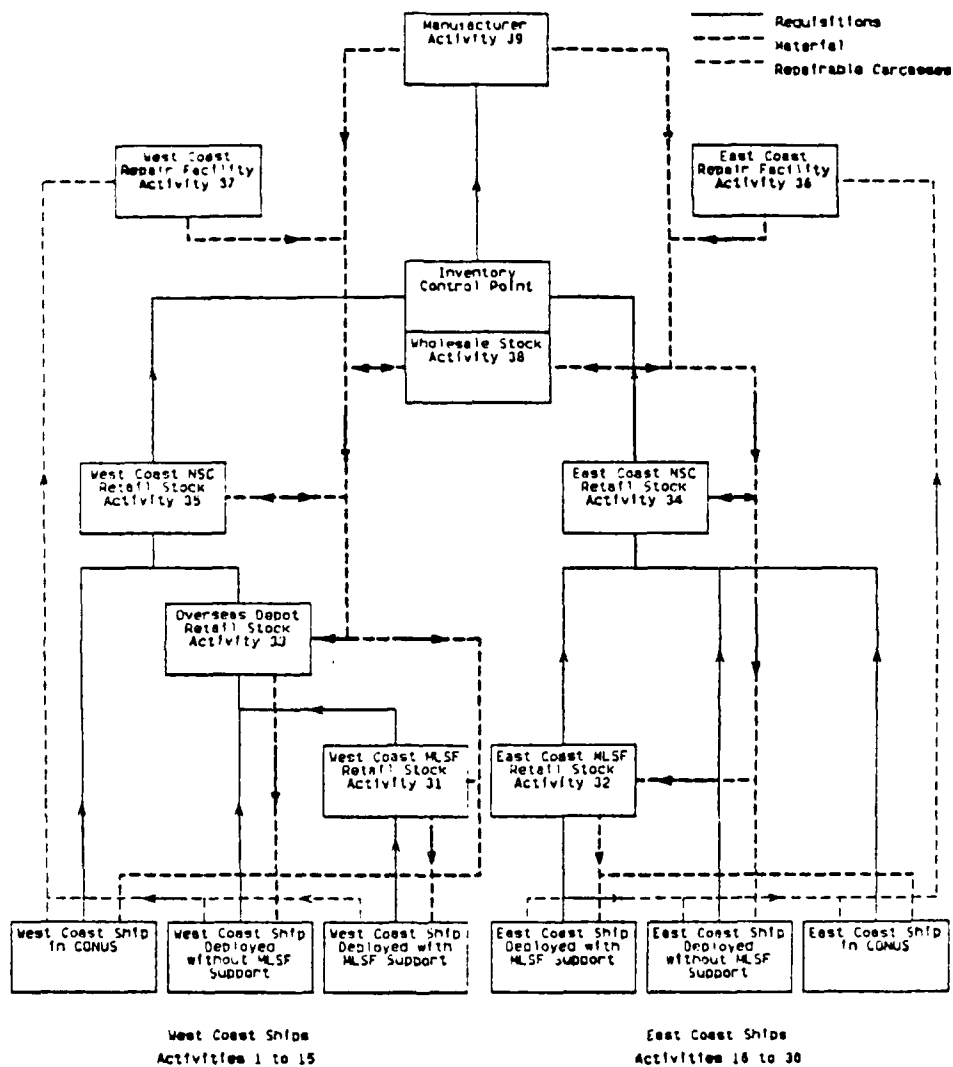 Manufacturer
Activity 39
Requisitions
Material
Repairable Carcasses
West Coast
Repair Facility
Activity 37
East Coast
Repair Facility
Activity 36
Inventory
Control Point
Wholesale Stock
Activity 38
West Coast NSC
Retail Stock
Activity 35
East Coast NSC
Retail Stock
Activity 34
Overseas Depot
Retail Stock
Activity 33
West Coast MLSF
Retail Stock
Activity 31
East Coast MLSF
Retail Stock
Activity 32
West Coast Ship
in CONUS
West Coast Ship
Deployed
without MLSF
Support
West Coast Ship
Deployed with
MLSF Support
East Coast Ship
Deployed with
MLSF Support
East Coast Ship
Deployed
without MLSF
Support
East Coast Ship
in CONUS
West Coast Ships
Activities 1 to 15
East Coast Ships
Activities 16 to 30